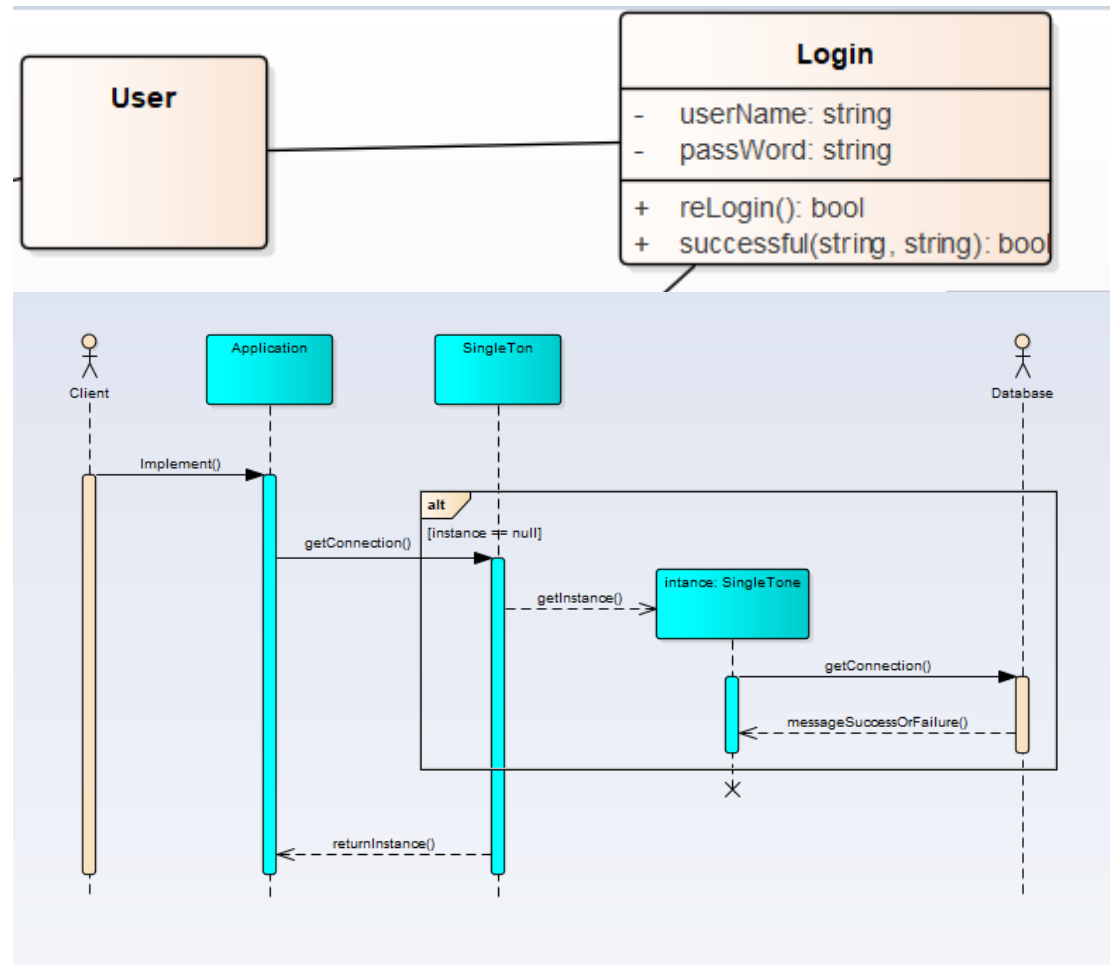 User
Login
- userName: string
- passWord: string
+ reLogin(): bool
+ successful(string, string): bool
Client
Application
SingleTon
Database
Implement()
alt
[instance == null]
getConnection()
intance: SingleTone
getInstance()
getConnection()
messageSuccessOrFailure()
returnInstance()